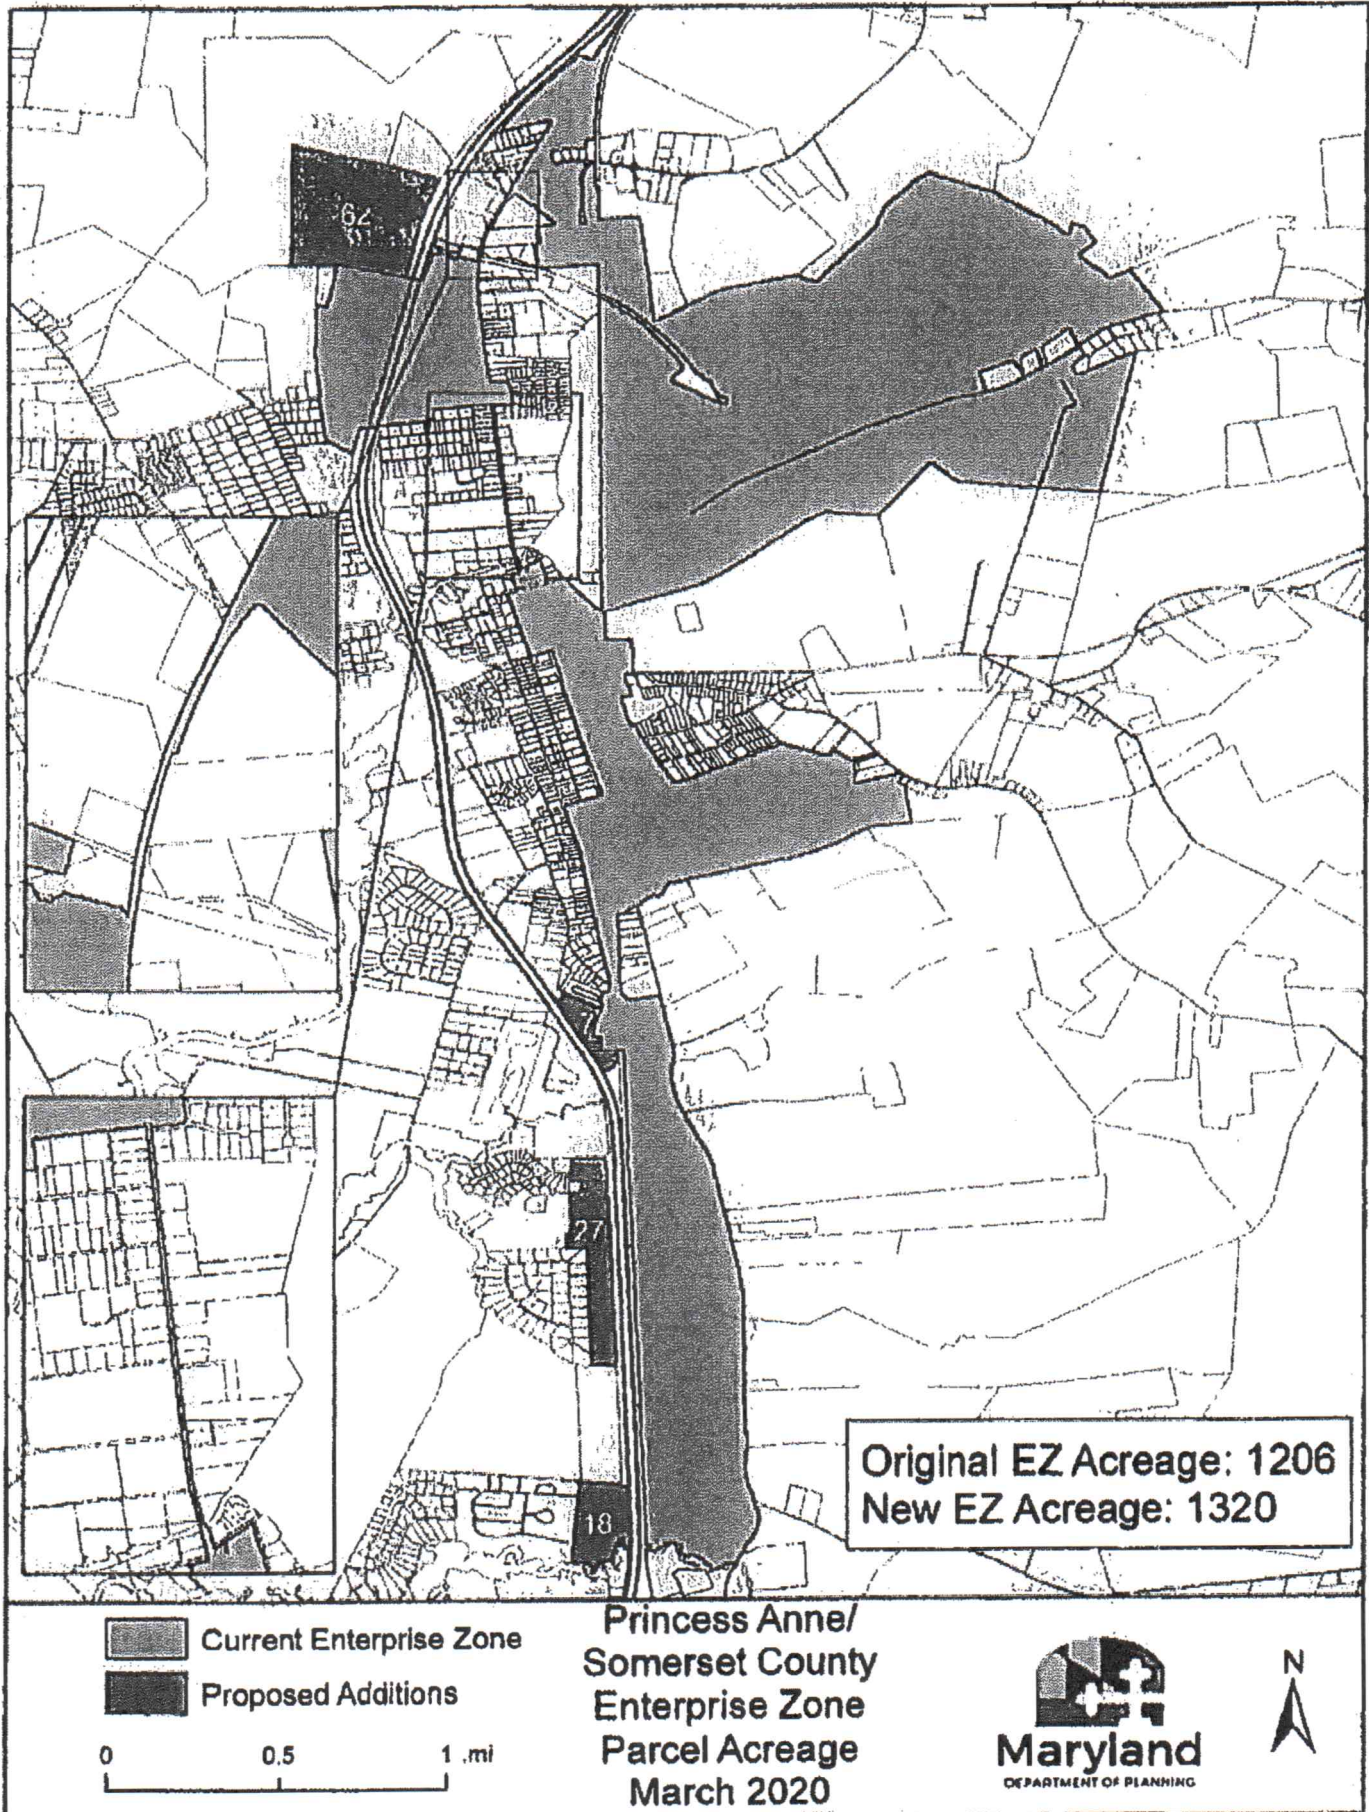 62
7
27
18
Original EZ Acreage: 1206
New EZ Acreage: 1320
Current Enterprise Zone
Proposed Additions
0 0.5 1 mi
Princess Anne/
Somerset County
Enterprise Zone
Parcel Acreage
March 2020
Maryland
DEPARTMENT OF PLANNING
N